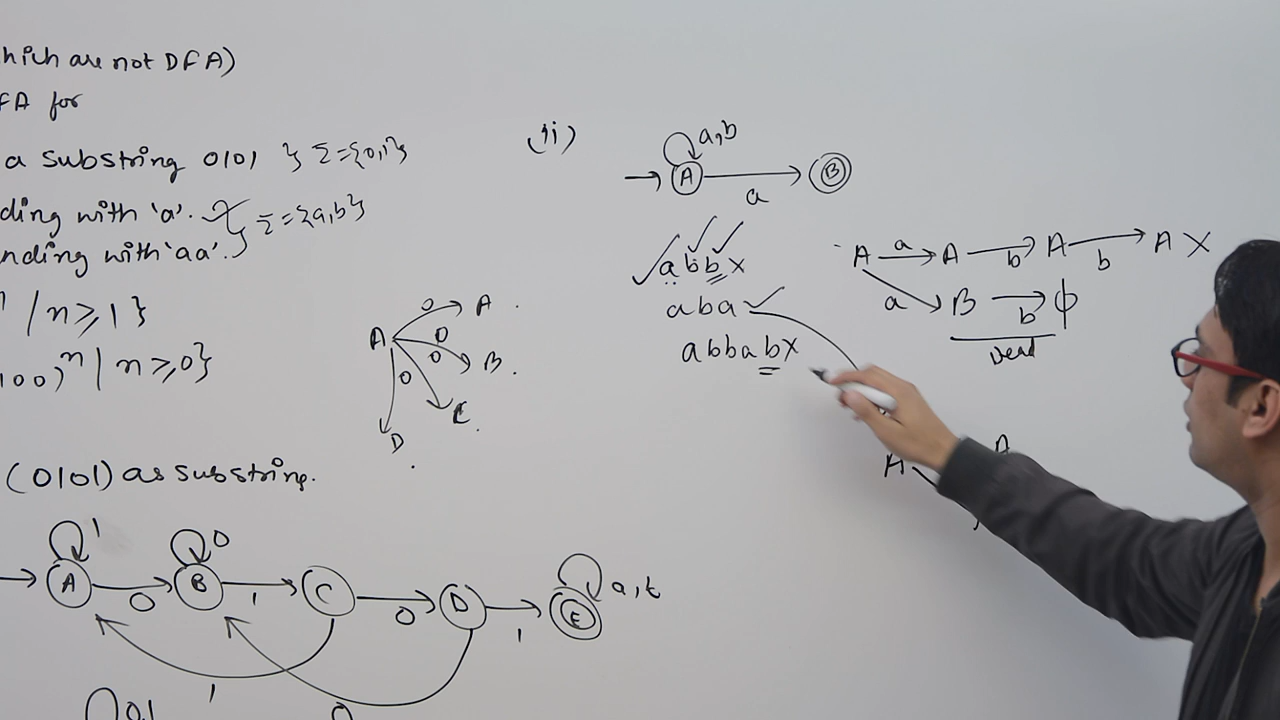 hich are not DFA)
FA for
a substring 0101 } Σ={0,1}
ding with 'a'. } Σ={a,b}
nding with 'aa'.
n | n≥1}
100)ⁿ | n≥0}
(0101) as substring.
1 0
A 0 B 1 C 0 D 1 E a,b
1 0
0,1
0 A
A 0 B
0 C
0 D
(ii)
a,b
A a B
abb x
aba ✓
abbab x
A a A b A b A X
a B b ϕ
Dead
A A